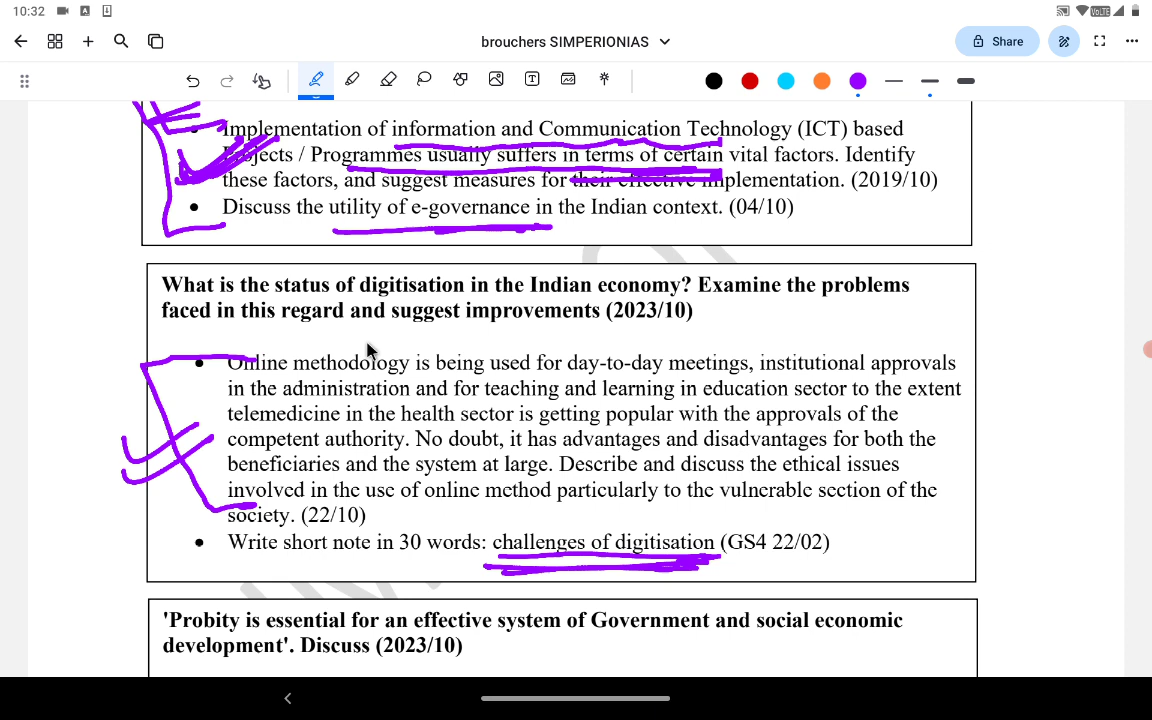 10:32
VoLTE
brouchers SIMPERIONIAS
Share
Implementation of information and Communication Technology (ICT) based
Projects / Programmes usually suffers in terms of certain vital factors. Identify
these factors, and suggest measures for their effective implementation. (2019/10)
Discuss the utility of e-governance in the Indian context. (04/10)
What is the status of digitisation in the Indian economy? Examine the problems
faced in this regard and suggest improvements (2023/10)
Online methodology is being used for day-to-day meetings, institutional approvals
in the administration and for teaching and learning in education sector to the extent
telemedicine in the health sector is getting popular with the approvals of the
competent authority. No doubt, it has advantages and disadvantages for both the
beneficiaries and the system at large. Describe and discuss the ethical issues
involved in the use of online method particularly to the vulnerable section of the
society. (22/10)
Write short note in 30 words: challenges of digitisation (GS4 22/02)
'Probity is essential for an effective system of Government and social economic
development'. Discuss (2023/10)